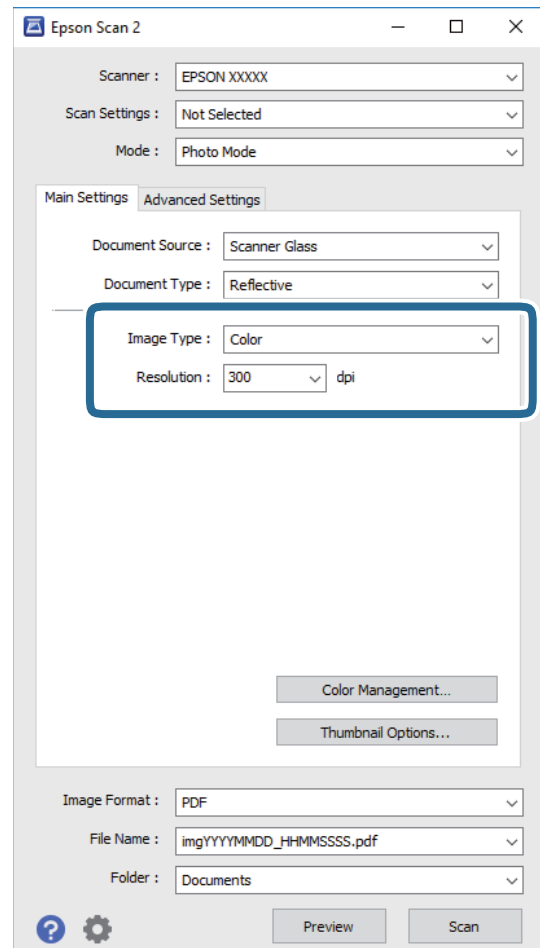 Epson Scan 2
Scanner : EPSON XXXXX
Scan Settings : Not Selected
Mode : Photo Mode
Main Settings Advanced Settings
Document Source : Scanner Glass
Document Type : Reflective
Image Type : Color
Resolution : 300 dpi
Color Management...
Thumbnail Options...
Image Format : PDF
File Name : imgYYYYMMDD_HHMMSSSS.pdf
Folder : Documents
? Preview Scan